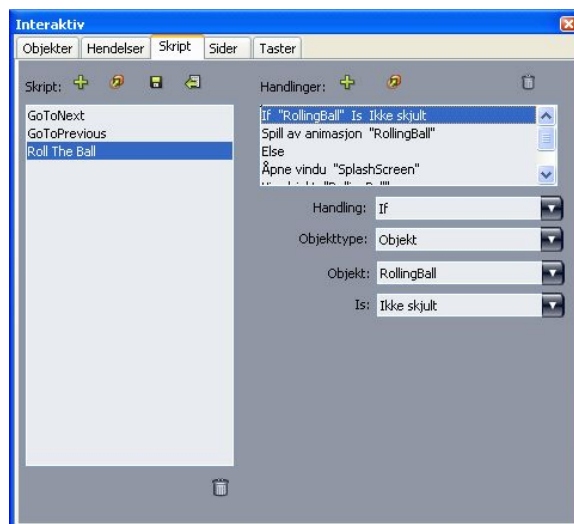 Interaktiv
Objekter Hendelser Skript Sider Taster
Skript:
GoToNext
GoToPrevious
Roll The Ball
Handlinger:
If "RollingBall" Is Ikke skjult
Spill av animasjon "RollingBall"
Else
Åpne vindu "SplashScreen"
Handling: If
Objekttype: Objekt
Objekt: RollingBall
Is: Ikke skjult